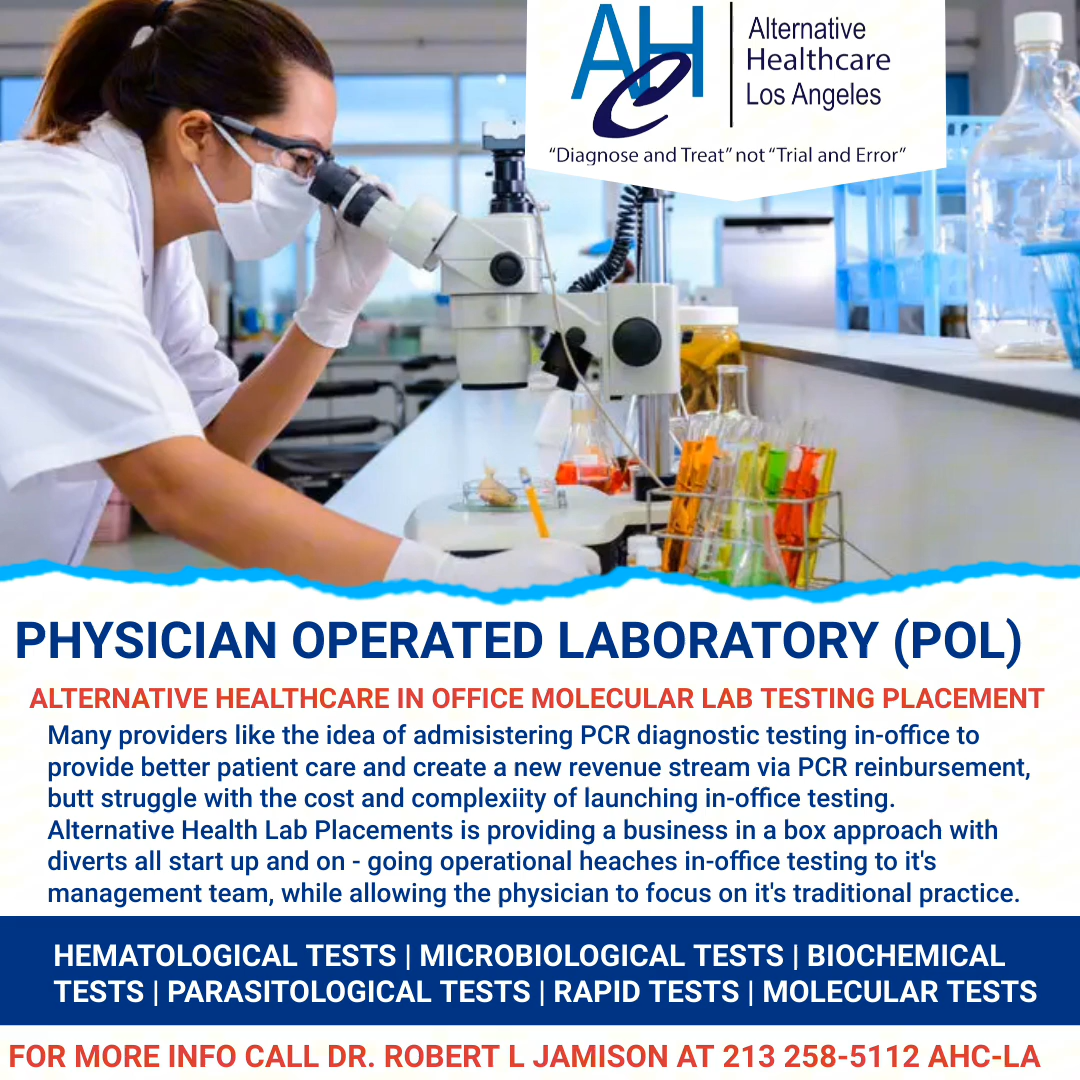 AHC
Alternative
Healthcare
Los Angeles
“Diagnose and Treat” not “Trial and Error”
PHYSICIAN OPERATED LABORATORY (POL)
ALTERNATIVE HEALTHCARE IN OFFICE MOLECULAR LAB TESTING PLACEMENT
Many providers like the idea of admisistering PCR diagnostic testing in-office to
provide better patient care and create a new revenue stream via PCR reinbursement,
butt struggle with the cost and complexiity of launching in-office testing.
Alternative Health Lab Placements is providing a business in a box approach with
diverts all start up and on - going operational heaches in-office testing to it's
management team, while allowing the physician to focus on it's traditional practice.
HEMATOLOGICAL TESTS | MICROBIOLOGICAL TESTS | BIOCHEMICAL
TESTS | PARASITOLOGICAL TESTS | RAPID TESTS | MOLECULAR TESTS
FOR MORE INFO CALL DR. ROBERT L JAMISON AT 213 258-5112 AHC-LA